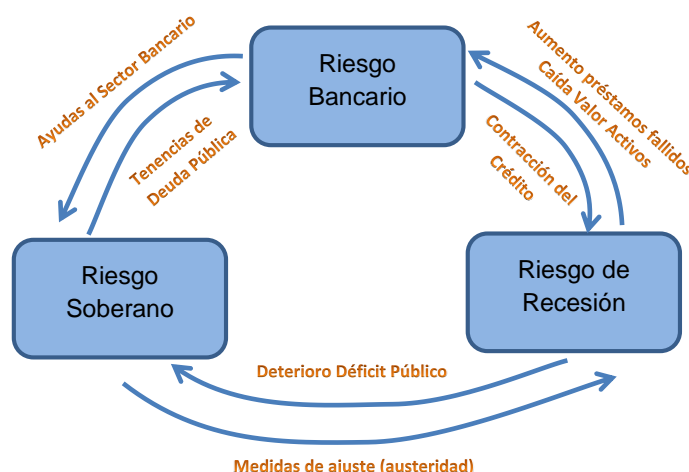 Riesgo
Bancario
Ayudas al Sector Bancario
Tenencias de
Deuda Pública
Aumento préstamos fallidos
Caída Valor Activos
Contracción del
Crédito
Riesgo
Soberano
Riesgo de
Recesión
Deterioro Déficit Público
Medidas de ajuste (austeridad)